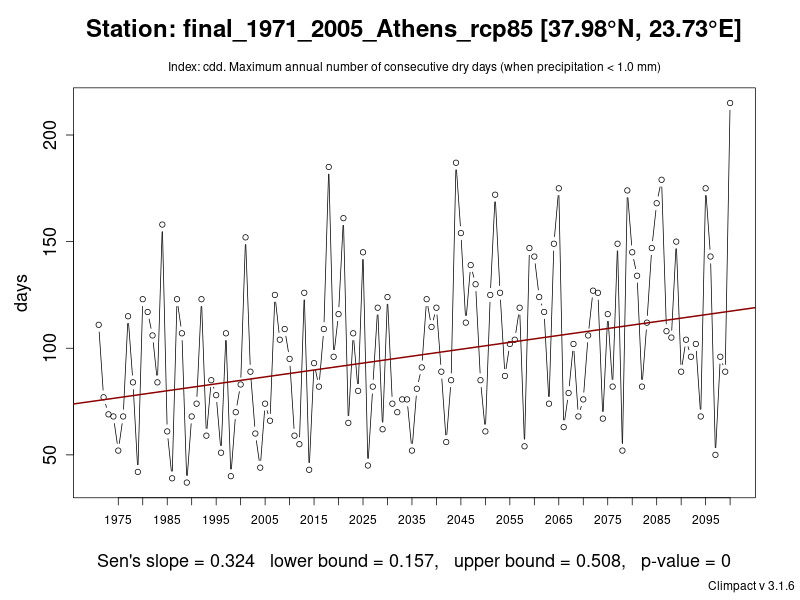 Station: final_1971_2005_Athens_rcp85 [37.98°N, 23.73°E]
Index: cdd. Maximum annual number of consecutive dry days (when precipitation < 1.0 mm)
200
150
100
50
days
1975 1985 1995 2005 2015 2025 2035 2045 2055 2065 2075 2085 2095
Sen's slope = 0.324 lower bound = 0.157, upper bound = 0.508, p-value = 0
Climpact v 3.1.6